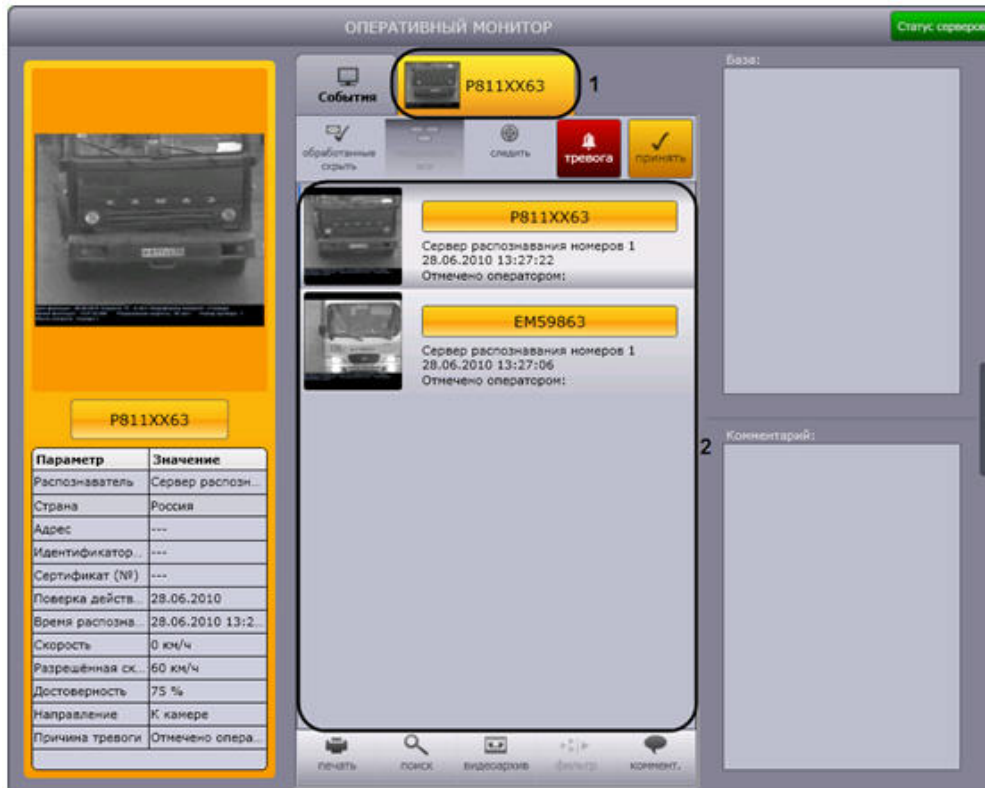 ОПЕРАТИВНЫЙ МОНИТОР
Статус серверов
События
P811XX63
1
обработанные
скрыть
следить
тревога
принять
P811XX63
Сервер распознавания номеров 1
28.06.2010 13:27:22
Отмечено оператором:
EM59863
Сервер распознавания номеров 1
28.06.2010 13:27:06
Отмечено оператором:
печать
поиск
видеоархив
фильтр
коммент.
P811XX63
Параметр Значение
Распознаватель Сервер распозн...
Страна Россия
Адрес ---
Идентификатор... ---
Сертификат (№) ---
Поверка действ... 28.06.2010
Время распозна... 28.06.2010 13:2...
Скорость 0 км/ч
Разрешённая ск... 60 км/ч
Достоверность 75 %
Направление К камере
Причина тревоги Отмечено опера...
База:
2
Комментарий: